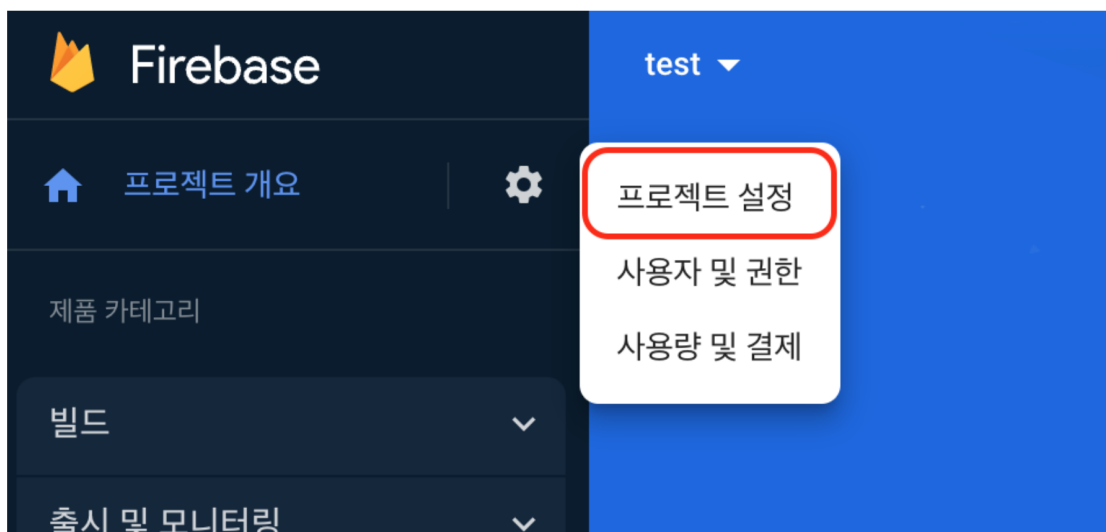 Firebase
test
프로젝트 개요
프로젝트 설정
사용자 및 권한
사용량 및 결제
제품 카테고리
빌드
출시 및 모니터링